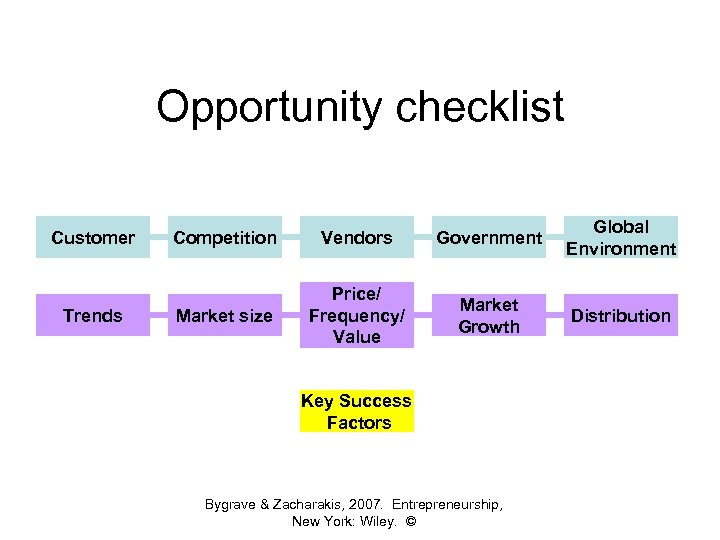 Opportunity checklist
Customer
Competition
Vendors
Government
Global
Environment
Trends
Market size
Price/
Frequency/
Value
Market
Growth
Distribution
Key Success
Factors
Bygrave & Zacharakis, 2007. Entrepreneurship,
New York: Wiley. ©